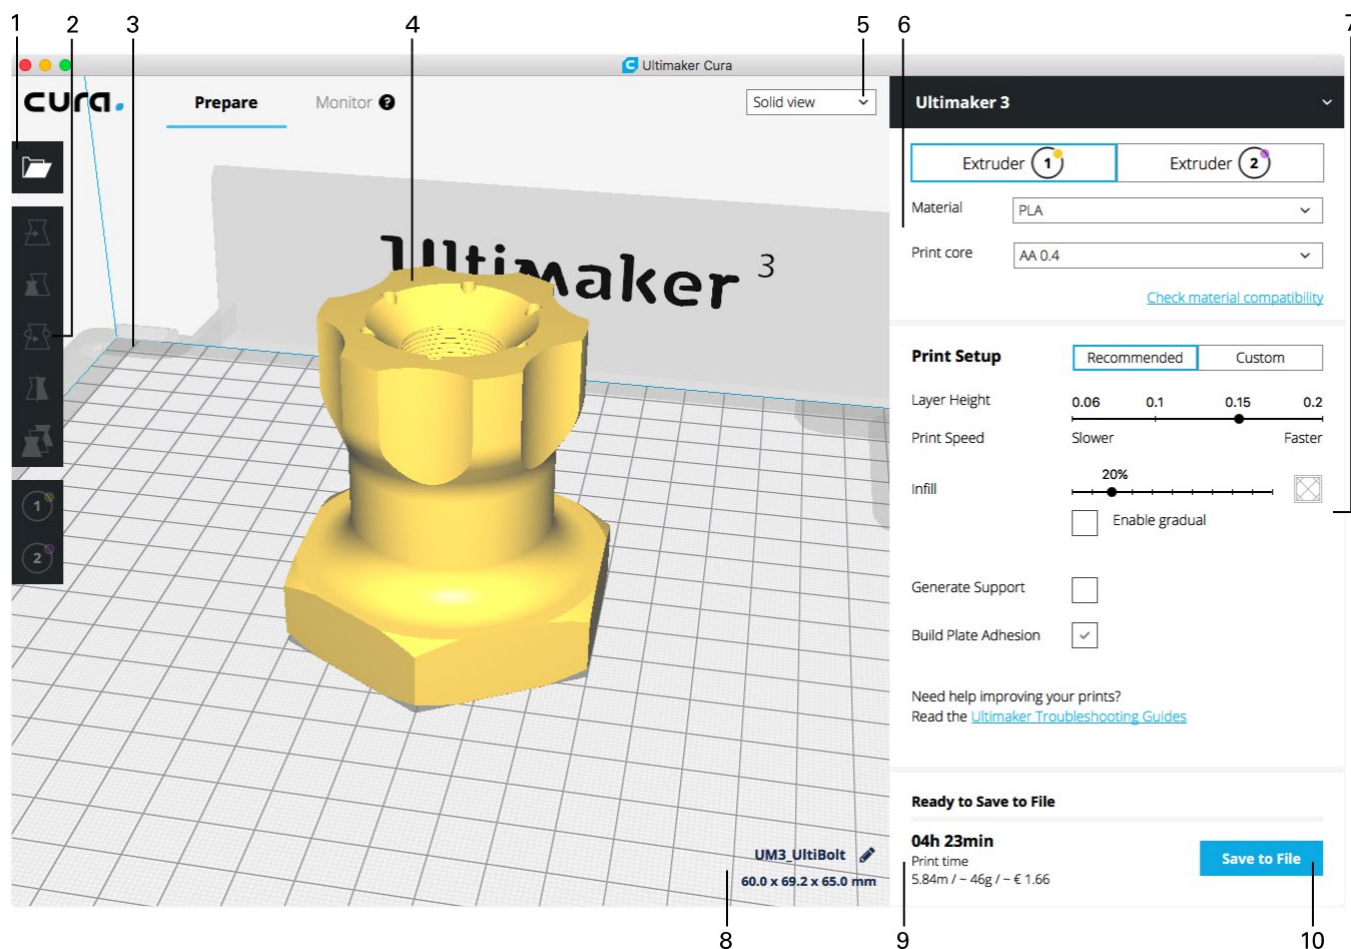 1 2 3 4 5 6 7
Ultimaker Cura
cura.
Prepare
Monitor ?
Solid view
Ultimaker 3
Ultimaker 3
Extruder 1
Extruder 2
Material
PLA
Print core
AA 0.4
Check material compatibility
Print Setup
Recommended
Custom
Layer Height
0.06 0.1 0.15 0.2
Print Speed
Slower
Faster
Infill
20%
Enable gradual
1
2
Generate Support
Build Plate Adhesion
Need help improving your prints?
Read the Ultimaker Troubleshooting Guides
Ready to Save to File
04h 23min
Print time
5.84m / ~ 46g / ~ € 1.66
Save to File
UM3_UltiBolt
60.0 x 69.2 x 65.0 mm
8 9 10